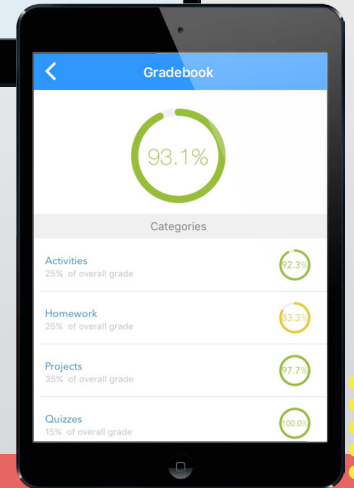 Gradebook
93.1%
Categories
Activities
92.3%
25% of overall grade
Homework
83.3%
25% of overall grade
Projects
97.7%
35% of overall grade
Quizzes
100.0%
15% of overall grade